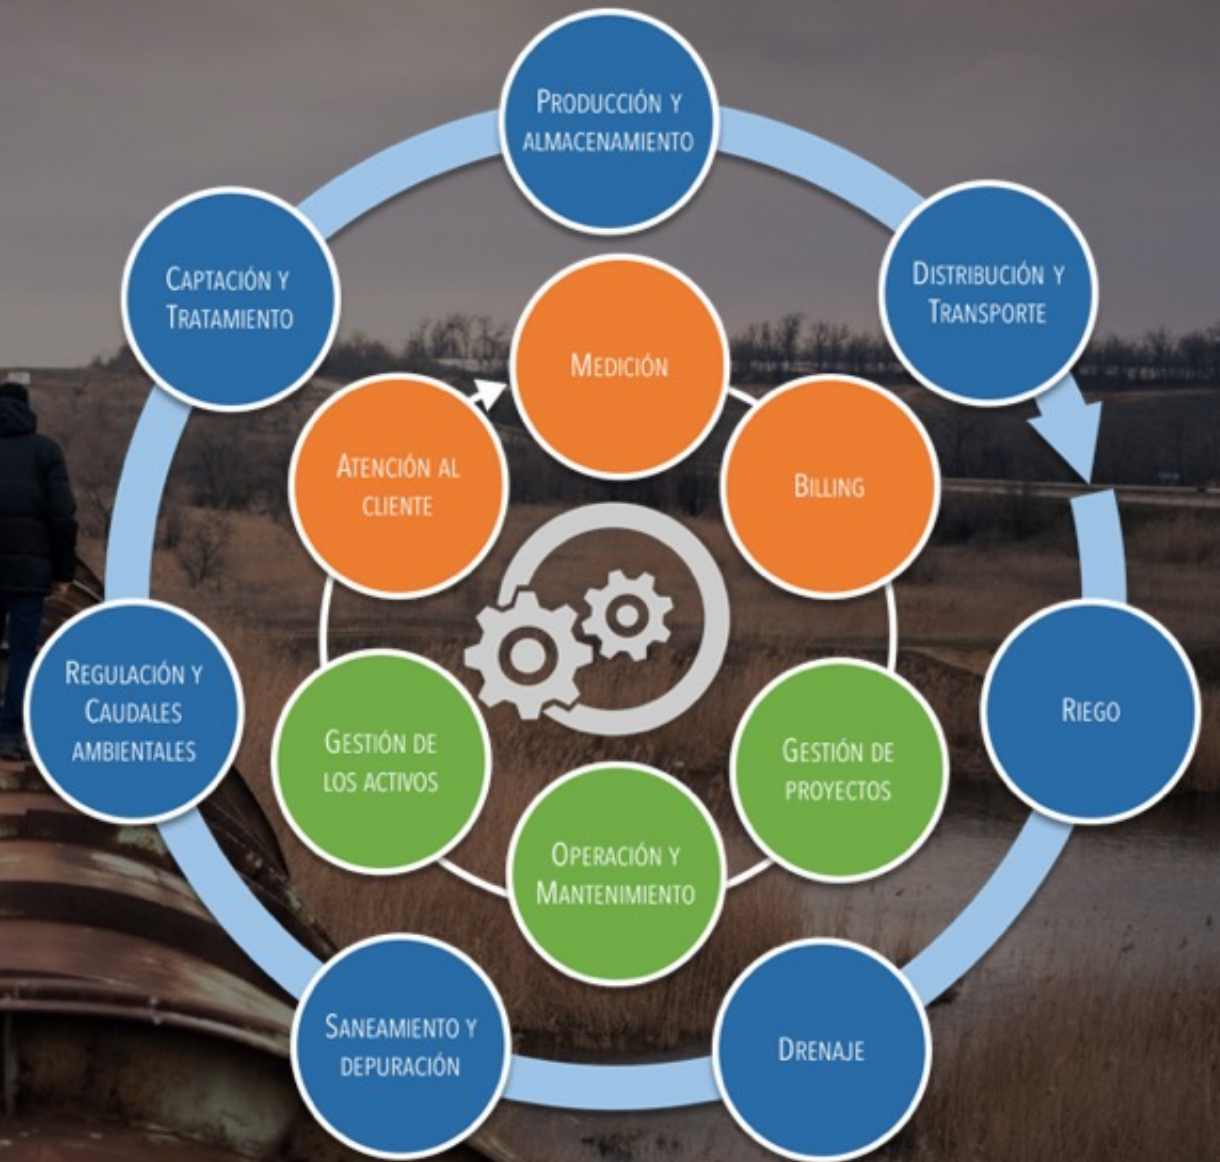 PRODUCCIÓN Y
ALMACENAMIENTO
DISTRIBUCIÓN Y
TRANSPORTE
RIEGO
DRENAJE
SANEAMIENTO Y
DEPURACIÓN
REGULACIÓN Y
CAUDALES
AMBIENTALES
CAPTACIÓN Y
TRATAMIENTO
MEDICIÓN
BILLING
GESTIÓN DE
PROYECTOS
OPERACIÓN Y
MANTENIMIENTO
GESTIÓN DE
LOS ACTIVOS
ATENCIÓN AL
CLIENTE